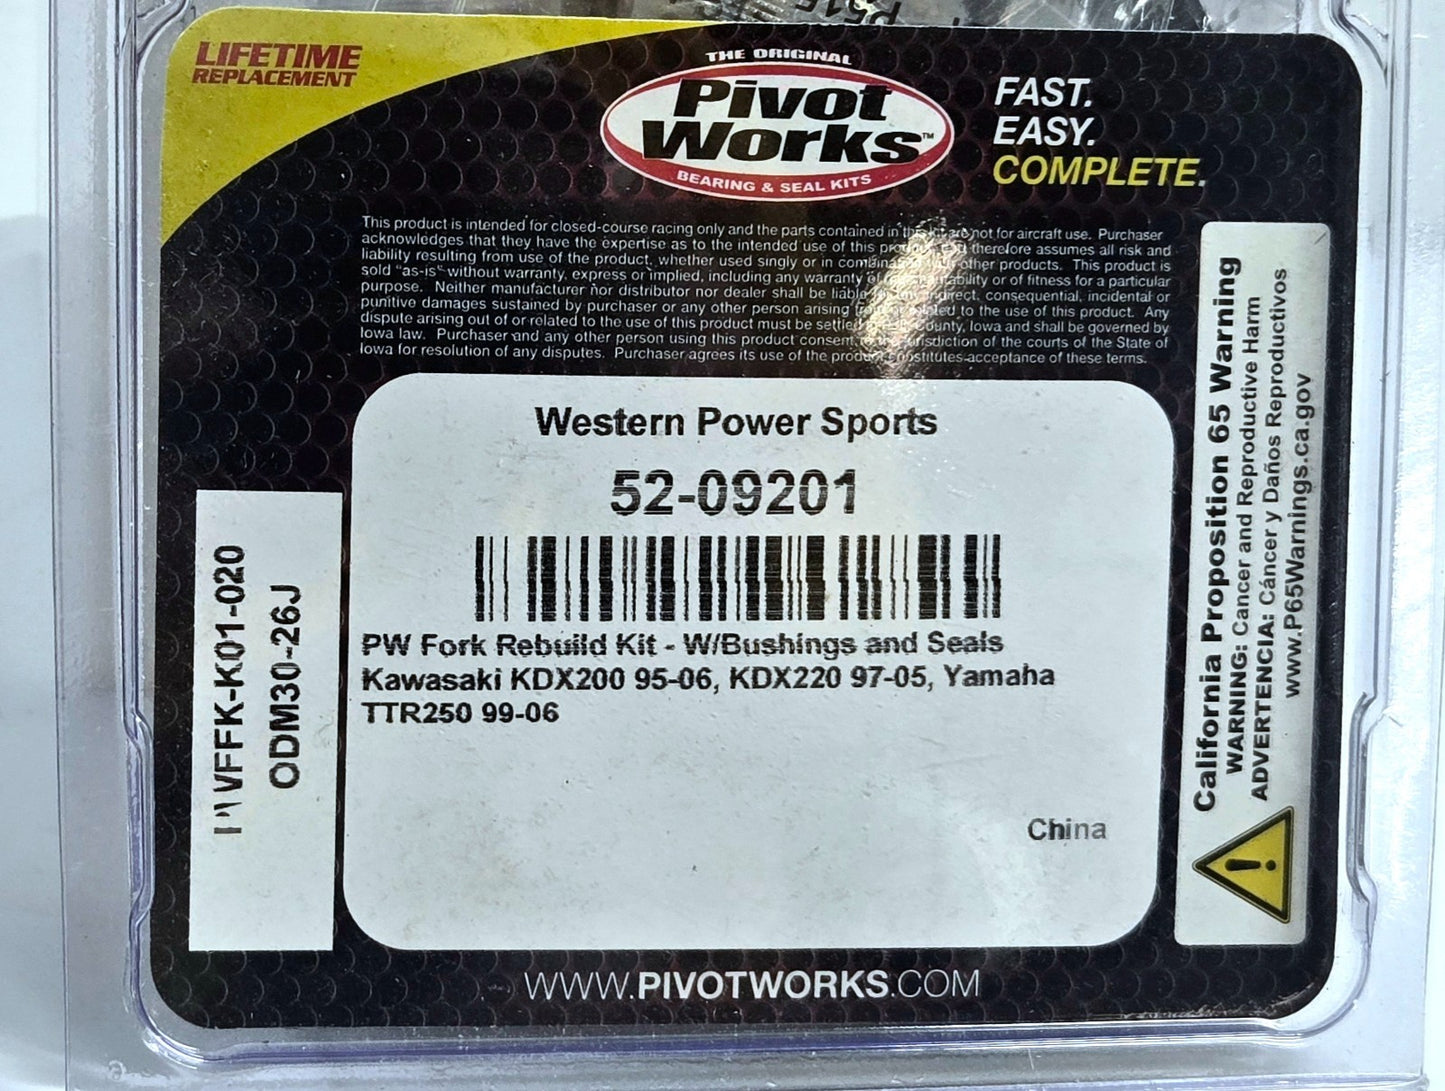 LIFETIME
REPLACEMENT
THE ORIGINAL
Pivot
Works™
BEARING & SEAL KITS
FAST.
EASY.
COMPLETE.
This product is intended for closed-course racing only and the parts contained in this kit are not for aircraft use. Purchaser
acknowledges that they have the expertise as to the intended use of this product and therefore assumes all risk and
liability resulting from use of the product, whether used singly or in combination with other products. This product is
sold "as-is" without warranty, express or implied, including any warranty of or of fitness for a particular
purpose. Neither manufacturer nor distributor nor dealer shall be liable for any indirect, consequential, incidental or
punitive damages sustained by purchaser or any other person arising from to the use of this product. Any
dispute arising out of or related to the use of this product must be settled County, Iowa and shall be governed by
Iowa law. Purchaser and any other person using this product consent jurisdiction of the courts of the State of
Iowa for resolution of any disputes. Purchaser agrees its use of the product constitutes acceptance of these terms.
Western Power Sports
52-09201
PW Fork Rebuild Kit - W/Bushings and Seals
Kawasaki KDX200 95-06, KDX220 97-05, Yamaha
TTR250 99-06
China
PWFFK-K01-020
ODM30-26J
California Proposition 65 Warning
WARNING: Cancer and Reproductive Harm
ADVERTENCIA: Cáncer y Daños Reproductivos
www.P65Warnings.ca.gov
WWW.PIVOTWORKS.COM